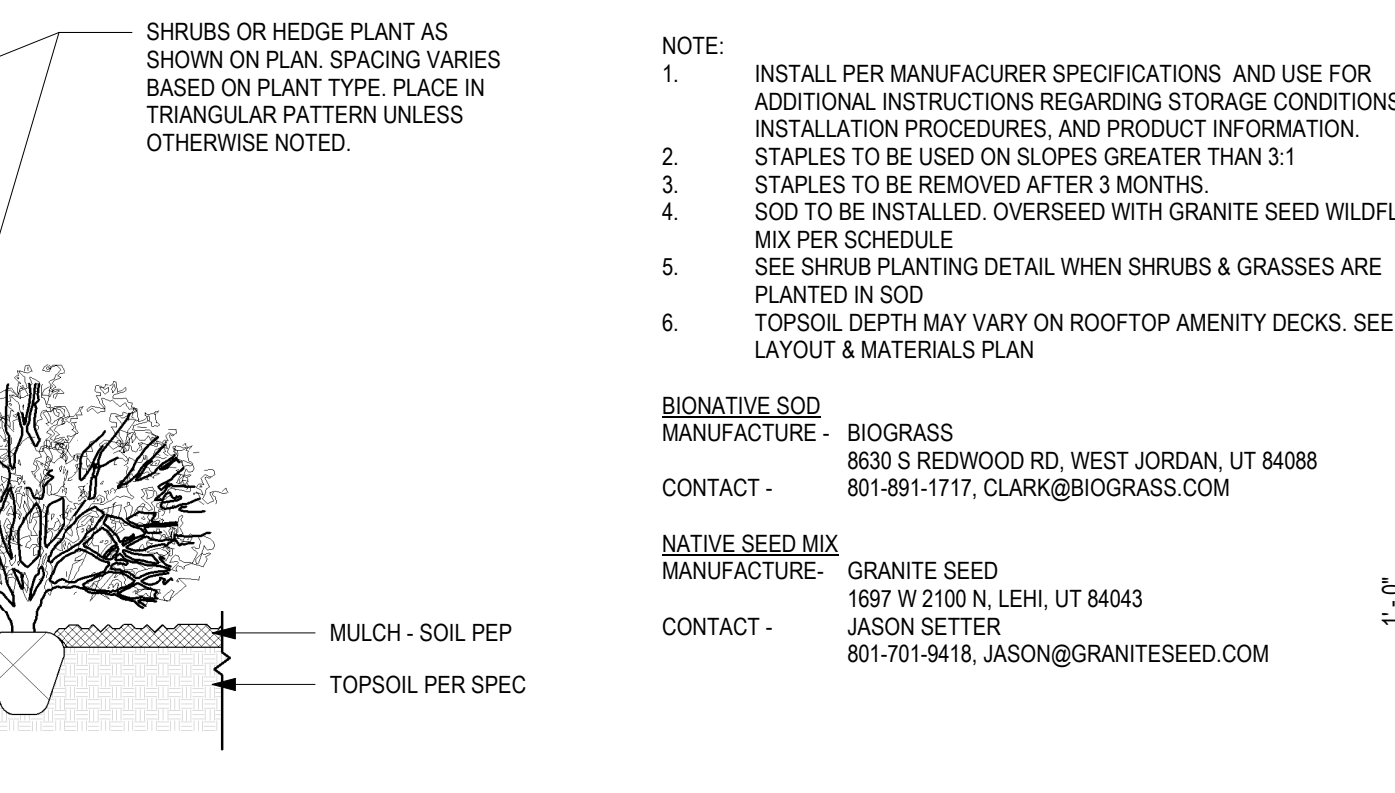 SHRUBS OR HEDGE PLANT AS
SHOWN ON PLAN. SPACING VARIES
BASED ON PLANT TYPE. PLACE IN
TRIANGULAR PATTERN UNLESS
OTHERWISE NOTED.
MULCH - SOIL PEP
TOPSOIL PER SPEC
NOTE:
1. INSTALL PER MANUFACURER SPECIFICATIONS AND USE FOR
ADDITIONAL INSTRUCTIONS REGARDING STORAGE CONDITIONS
INSTALLATION PROCEDURES, AND PRODUCT INFORMATION.
2. STAPLES TO BE USED ON SLOPES GREATER THAN 3:1
3. STAPLES TO BE REMOVED AFTER 3 MONTHS.
4. SOD TO BE INSTALLED. OVERSEED WITH GRANITE SEED
MIX PER SCHEDULE
5. SEE SHRUB PLANTING DETAIL WHEN SHRUBS & GRASSES ARE
PLANTED IN SOD
6. TOPSOIL DEPTH MAY VARY ON ROOFTOP AMENITY DECKS. SEE
LAYOUT & MATERIALS PLAN
BIONATIVE SOD
MANUFACTURE - BIOGRASS
8630 S REDWOOD RD, WEST JORDAN, UT 84088
CONTACT - 801-891-1717, CLARK@BIOGRASS.COM
NATIVE SEED MIX
MANUFACTURE- GRANITE SEED
1697 W 2100 N, LEHI, UT 84043
CONTACT - JASON SETTER
801-701-9418, JASON@GRANITESEED.COM
1' - 0"